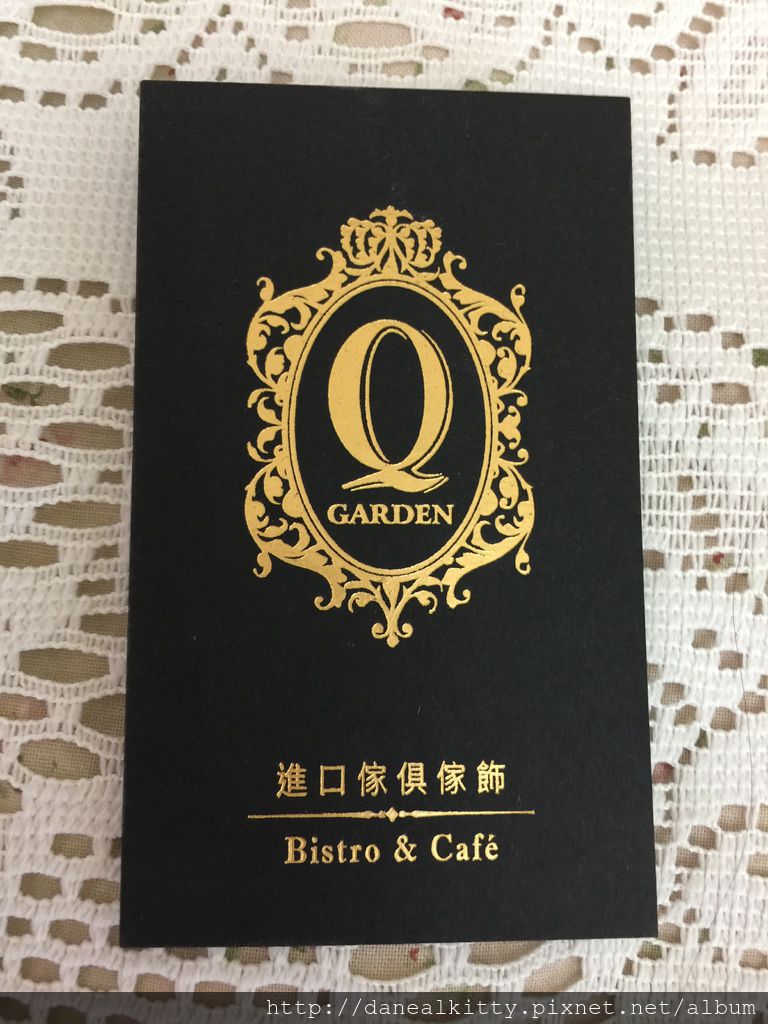 Q
GARDEN
進口傢俱傢飾
Bistro & Café
http://danealkitty.pixnet.net/album